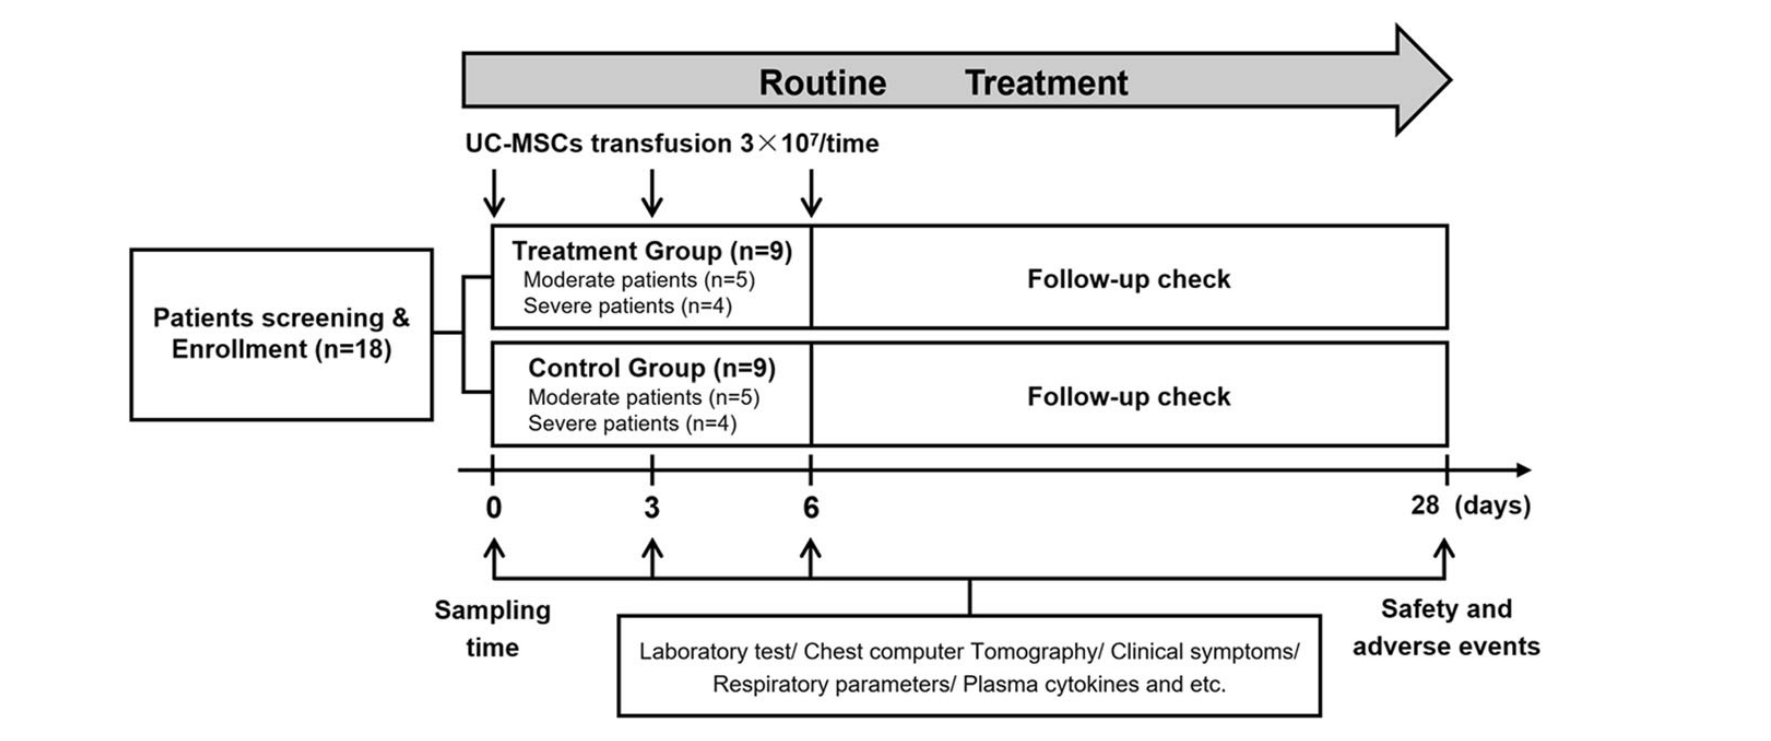 Routine Treatment
UC-MSCs transfusion 3×10⁷/time
Treatment Group (n=9)
Moderate patients (n=5)
Severe patients (n=4)
Follow-up check
Patients screening &
Enrollment (n=18)
Control Group (n=9)
Moderate patients (n=5)
Severe patients (n=4)
Follow-up check
0 3 6 28 (days)
Sampling
time
Safety and
adverse events
Laboratory test/ Chest computer Tomography/ Clinical symptoms/
Respiratory parameters/ Plasma cytokines and etc.